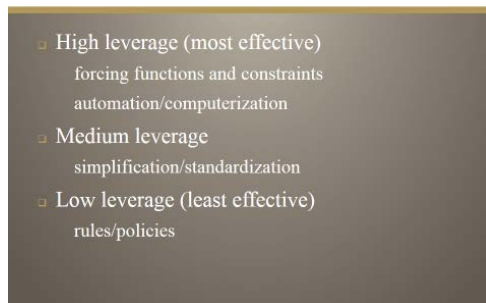 High leverage (most effective)
forcing functions and constraints
automation/computerization
Medium leverage
simplification/standardization
Low leverage (least effective)
rules/policies